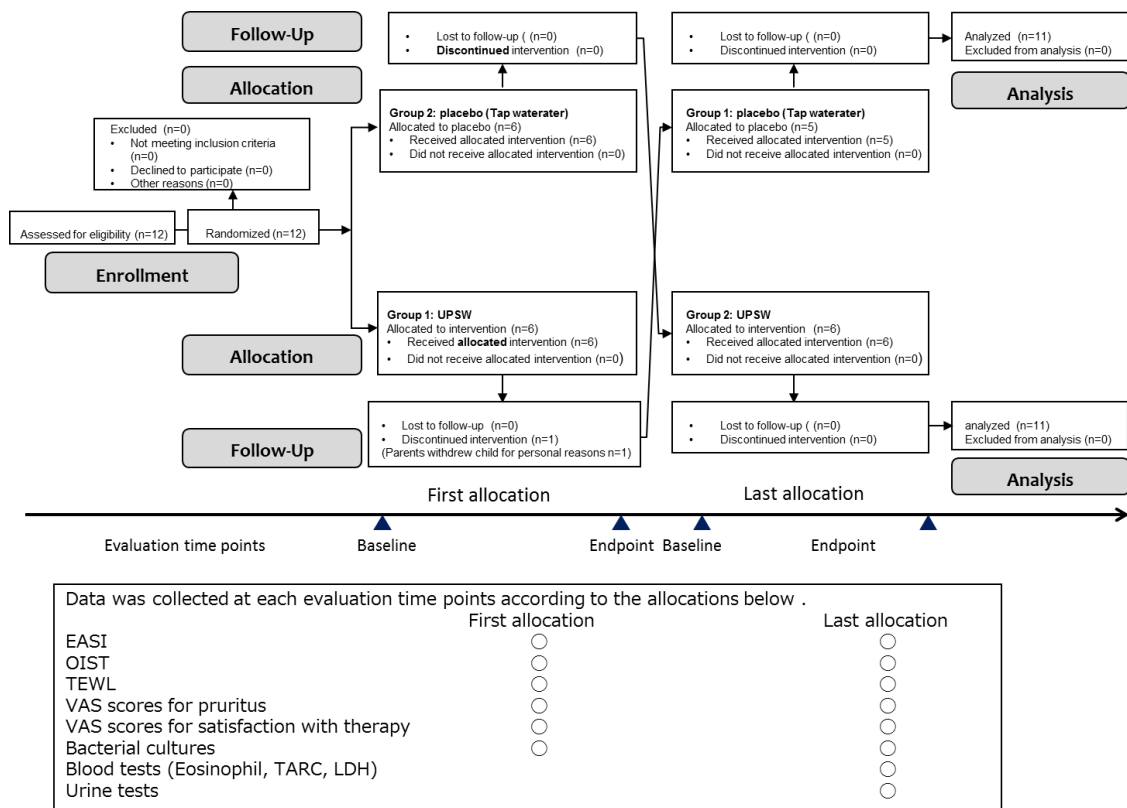 Follow-Up
• Lost to follow-up ( (n=0)
• Discontinued intervention (n=0)
• Lost to follow-up ( (n=0)
• Discontinued intervention (n=0)
Analyzed (n=11)
Excluded from analysis (n=0)
Allocation
Analysis
Group 2: placebo (Tap waterater)
Allocated to placebo (n=6)
• Received allocated intervention (n=6)
• Did not receive allocated intervention (n=0)
Group 1: placebo (Tap waterater)
Allocated to placebo (n=5)
• Received allocated intervention (n=5)
• Did not receive allocated intervention (n=0)
Excluded (n=0)
• Not meeting inclusion criteria
(n=0)
• Declined to participate (n=0)
• Other reasons (n=0)
Assessed for eligibility (n=12)
Randomized (n=12)
Enrollment
Group 1: UPSW
Allocated to intervention (n=6)
• Received allocated intervention (n=6)
• Did not receive allocated intervention (n=0)
Group 2: UPSW
Allocated to intervention (n=6)
• Received allocated intervention (n=6)
• Did not receive allocated intervention (n=0)
Allocation
• Lost to follow-up (n=0)
• Discontinued intervention (n=1)
(Parents withdrew child for personal reasons n=1)
• Lost to follow-up ( (n=0)
• Discontinued intervention (n=0)
analyzed (n=11)
Excluded from analysis (n=0)
Follow-Up
Analysis
First allocation
Last allocation
Evaluation time points
Baseline
Endpoint
Baseline
Endpoint
Data was collected at each evaluation time points according to the allocations below .
First allocation Last allocation
EASI ○ ○
OIST ○ ○
TEWL ○ ○
VAS scores for pruritus ○ ○
VAS scores for satisfaction with therapy ○ ○
Bacterial cultures ○ ○
Blood tests (Eosinophil, TARC, LDH) ○
Urine tests ○